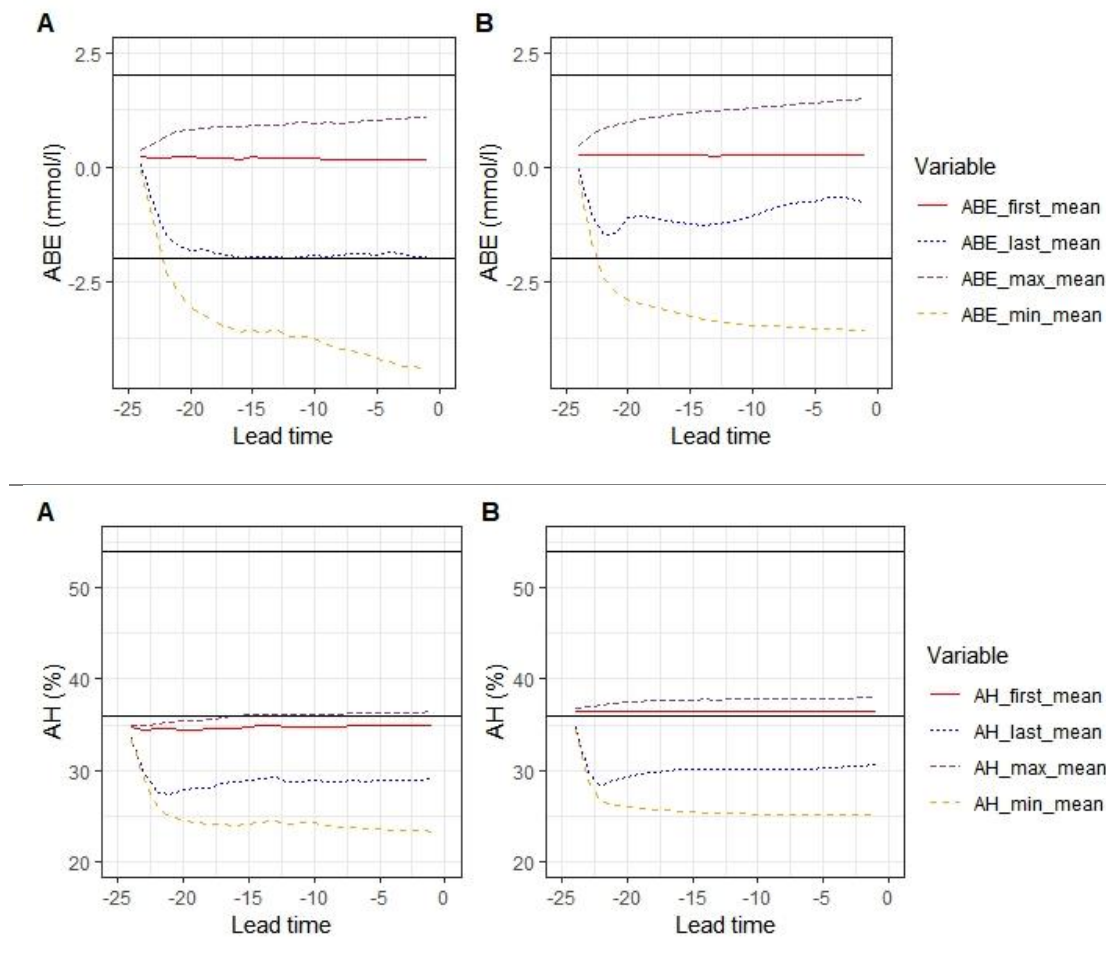 A
B
ABE (mmol/l)
2.5
0.0
-2.5
-25 -20 -15 -10 -5 0
Lead time
ABE (mmol/l)
2.5
0.0
-2.5
-25 -20 -15 -10 -5 0
Lead time
Variable
ABE_first_mean
ABE_last_mean
ABE_max_mean
ABE_min_mean
A
B
AH (%)
50
40
30
20
-25 -20 -15 -10 -5 0
Lead time
AH (%)
50
40
30
20
-25 -20 -15 -10 -5 0
Lead time
Variable
AH_first_mean
AH_last_mean
AH_max_mean
AH_min_mean